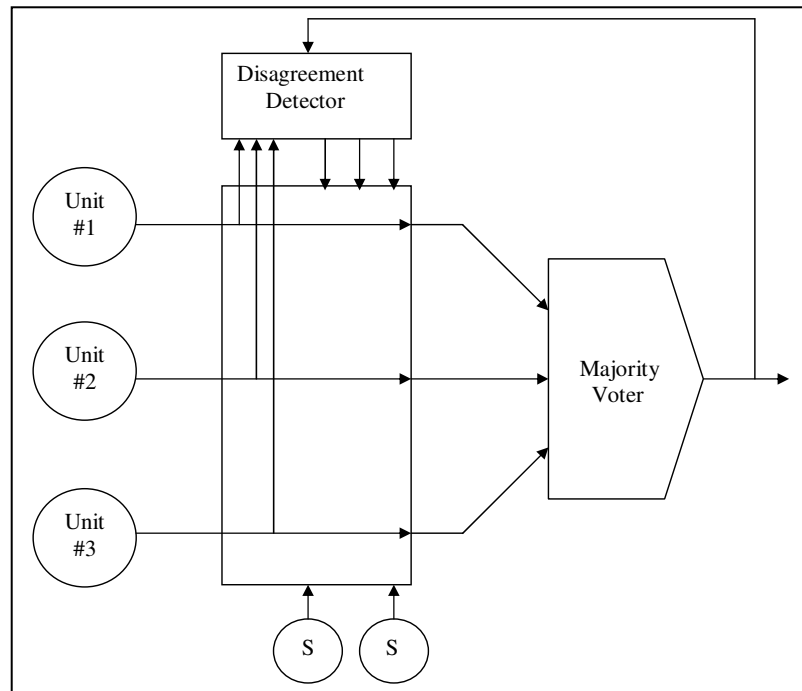 Disagreement
Detector
Unit
#1
Unit
#2
Majority
Voter
Unit
#3
S
S